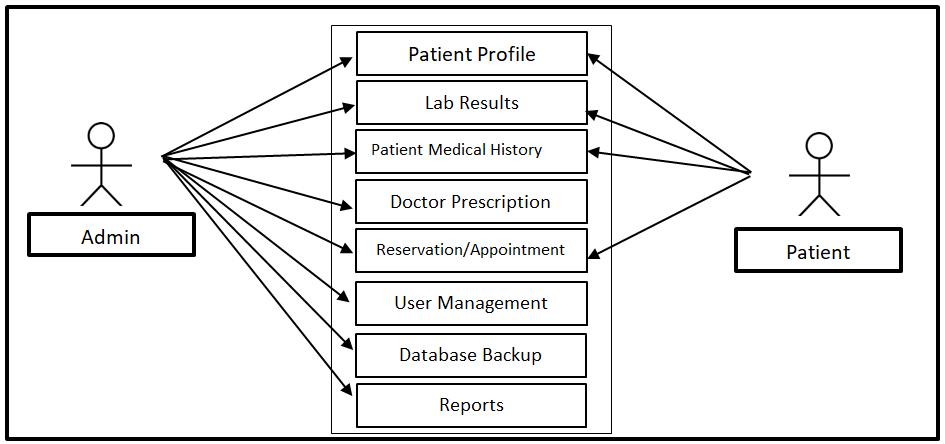 Patient Profile
Lab Results
Patient Medical History
Doctor Prescription
Reservation/Appointment
User Management
Database Backup
Reports
Admin
Patient